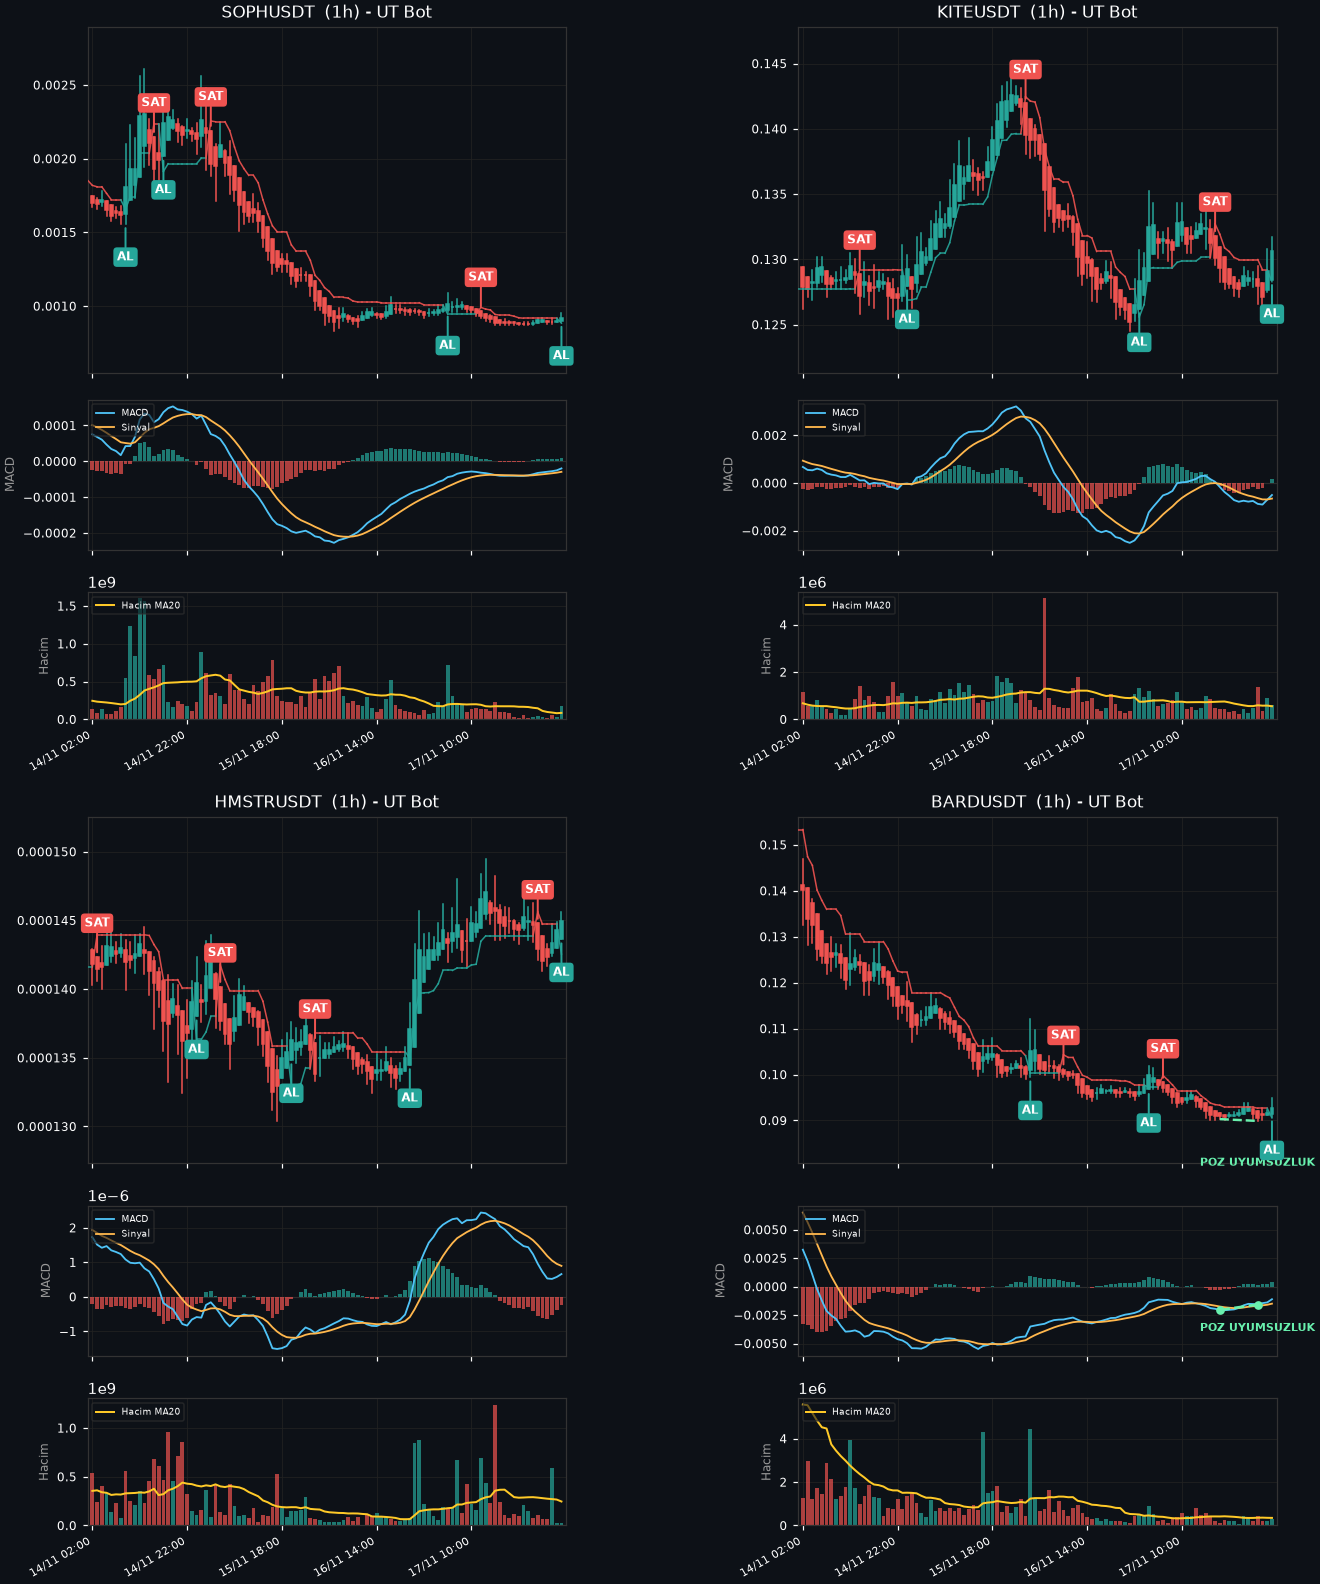 SOPHUSDT (1h) - UT Bot
0.0025
0.0020
0.0015
0.0010
SAT
SAT
AL
AL
SAT
AL
AL
MACD
0.0001
0.0000
−0.0001
−0.0002
MACD
Sinyal
1e9
Hacim
1.5
1.0
0.5
0.0
Hacim MA20
14/11 02:00
14/11 22:00
15/11 18:00
16/11 14:00
17/11 10:00
KITEUSDT (1h) - UT Bot
0.145
0.140
0.135
0.130
0.125
SAT
SAT
SAT
AL
AL
AL
MACD
0.002
0.000
−0.002
MACD
Sinyal
1e6
Hacim
4
2
0
Hacim MA20
14/11 02:00
14/11 22:00
15/11 18:00
16/11 14:00
17/11 10:00
HMSTRUSDT (1h) - UT Bot
0.000150
0.000145
0.000140
0.000135
0.000130
SAT
SAT
SAT
SAT
AL
AL
AL
AL
1e−6
MACD
2
1
0
−1
MACD
Sinyal
1e9
Hacim
1.0
0.5
0.0
Hacim MA20
14/11 02:00
14/11 22:00
15/11 18:00
16/11 14:00
17/11 10:00
BARDUSDT (1h) - UT Bot
0.15
0.14
0.13
0.12
0.11
0.10
0.09
SAT
SAT
AL
AL
AL
POZ UYUMSUZLUK
MACD
0.0050
0.0025
0.0000
−0.0025
−0.0050
MACD
Sinyal
POZ UYUMSUZLUK
1e6
Hacim
4
2
0
Hacim MA20
14/11 02:00
14/11 22:00
15/11 18:00
16/11 14:00
17/11 10:00